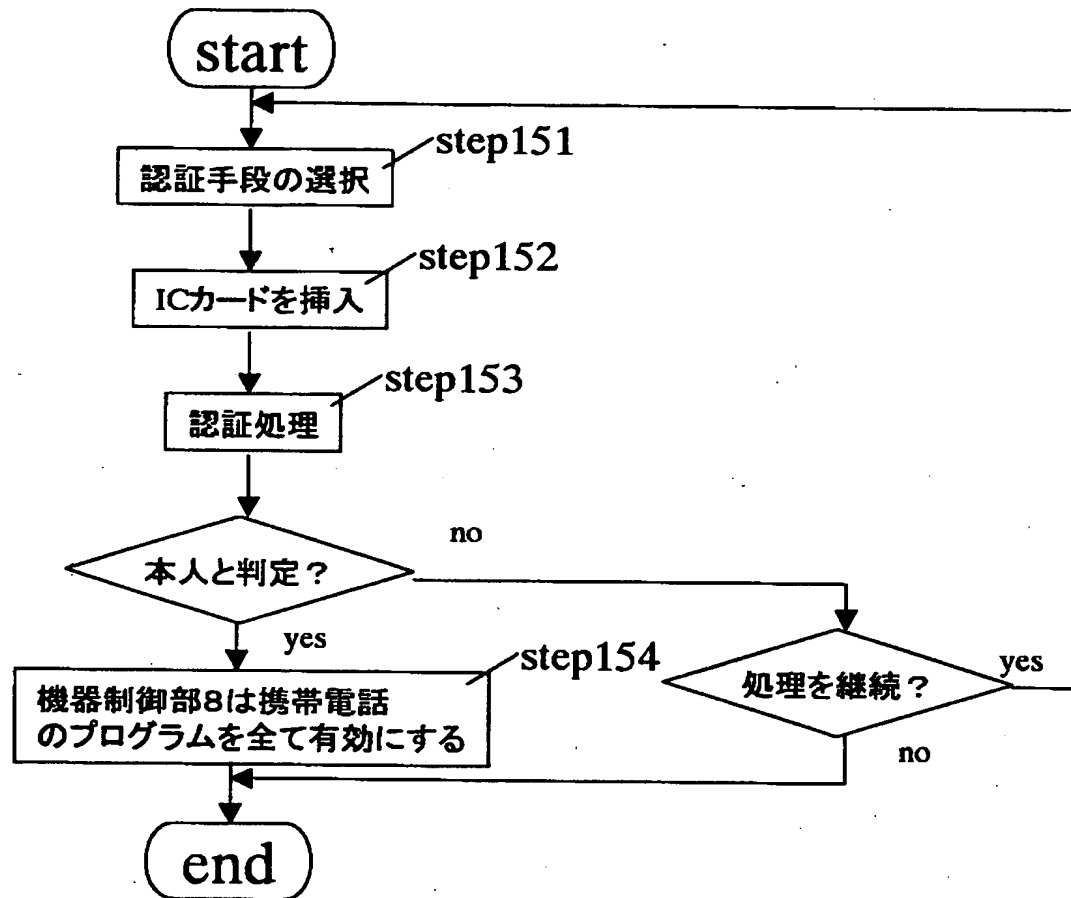 start
step151
認証手段の選択
step152
ICカードを挿入
step153
認証処理
本人と判定？
no
yes
step154
機器制御部8は携帯電話
のプログラムを全て有効にする
処理を継続？
yes
no
end